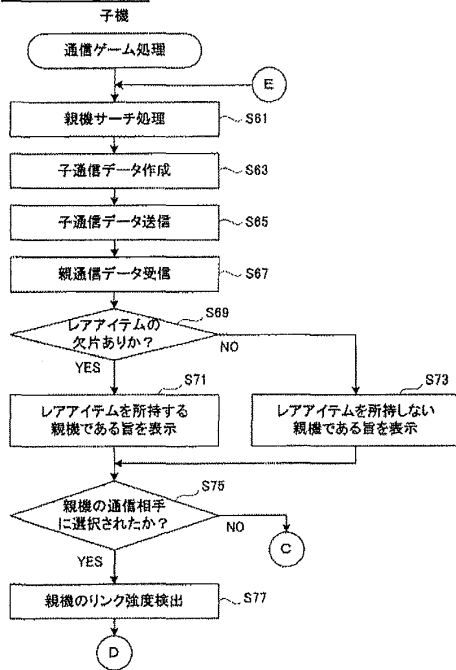 子機
通信ゲーム処理
E
親機サーチ処理
S61
子通信データ作成
S63
子通信データ送信
S65
親通信データ受信
S67
レアアイテムの
欠片ありか?
S69
NO
YES
S71
レアアイテムを所持する
親機である旨を表示
S73
レアアイテムを所持しない
親機である旨を表示
S75
親機の通信相手
に選択されたか?
NO
C
YES
親機のリンク強度検出
S77
D